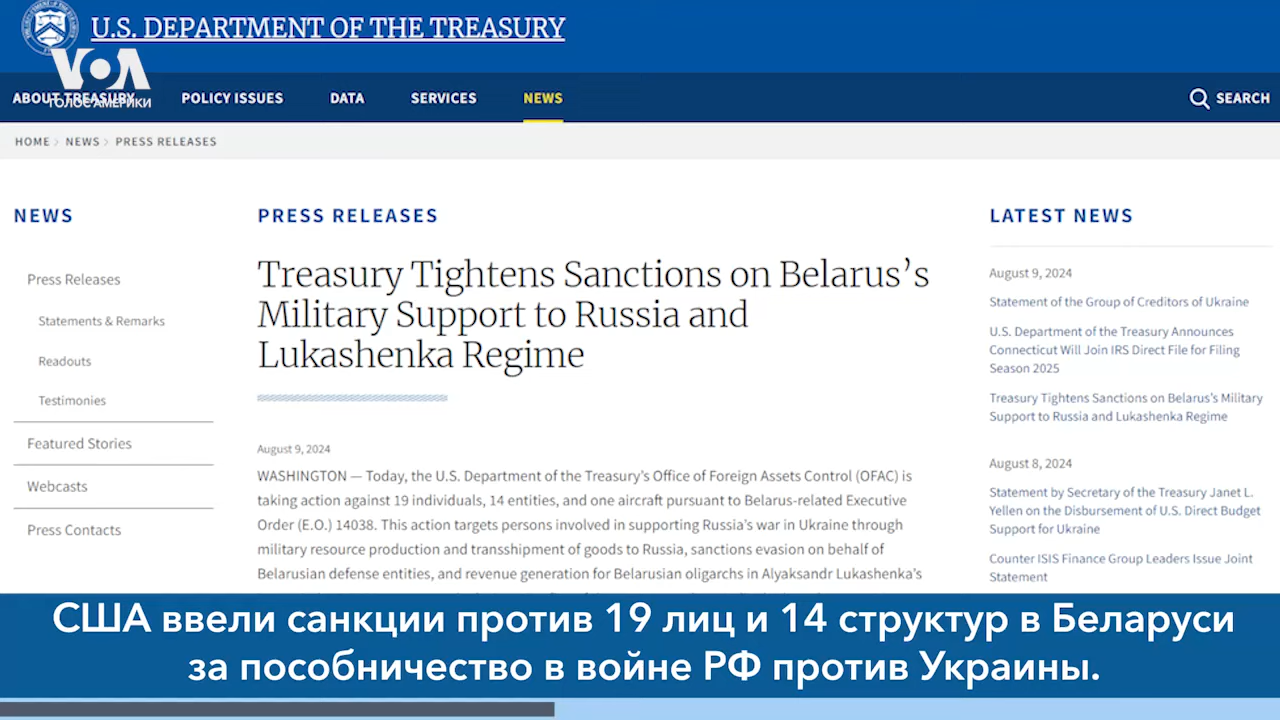 U.S. DEPARTMENT OF THE TREASURY
VOA
ГОЛОС АМЕРИКИ
ABOUT TREASURY
POLICY ISSUES
DATA
SERVICES
NEWS
SEARCH
HOME > NEWS > PRESS RELEASES
NEWS
Press Releases
Statements & Remarks
Readouts
Testimonies
Featured Stories
Webcasts
Press Contacts
PRESS RELEASES
Treasury Tightens Sanctions on Belarus’s
Military Support to Russia and
Lukashenka Regime
August 9, 2024
WASHINGTON — Today, the U.S. Department of the Treasury’s Office of Foreign Assets Control (OFAC) is
taking action against 19 individuals, 14 entities, and one aircraft pursuant to Belarus-related Executive
Order (E.O.) 14038. This action targets persons involved in supporting Russia’s war in Ukraine through
military resource production and transshipment of goods to Russia, sanctions evasion on behalf of
Belarusian defense entities, and revenue generation for Belarusian oligarchs in Alyaksandr Lukashenka’s
LATEST NEWS
August 9, 2024
Statement of the Group of Creditors of Ukraine
U.S. Department of the Treasury Announces
Connecticut Will Join IRS Direct File for Filing
Season 2025
Treasury Tightens Sanctions on Belarus’s Military
Support to Russia and Lukashenka Regime
August 8, 2024
Statement by Secretary of the Treasury Janet L.
Yellen on the Disbursement of U.S. Direct Budget
Support for Ukraine
Counter ISIS Finance Group Leaders Issue Joint
Statement
США ввели санкции против 19 лиц и 14 структур в Беларуси
за пособничество в войне РФ против Украины.